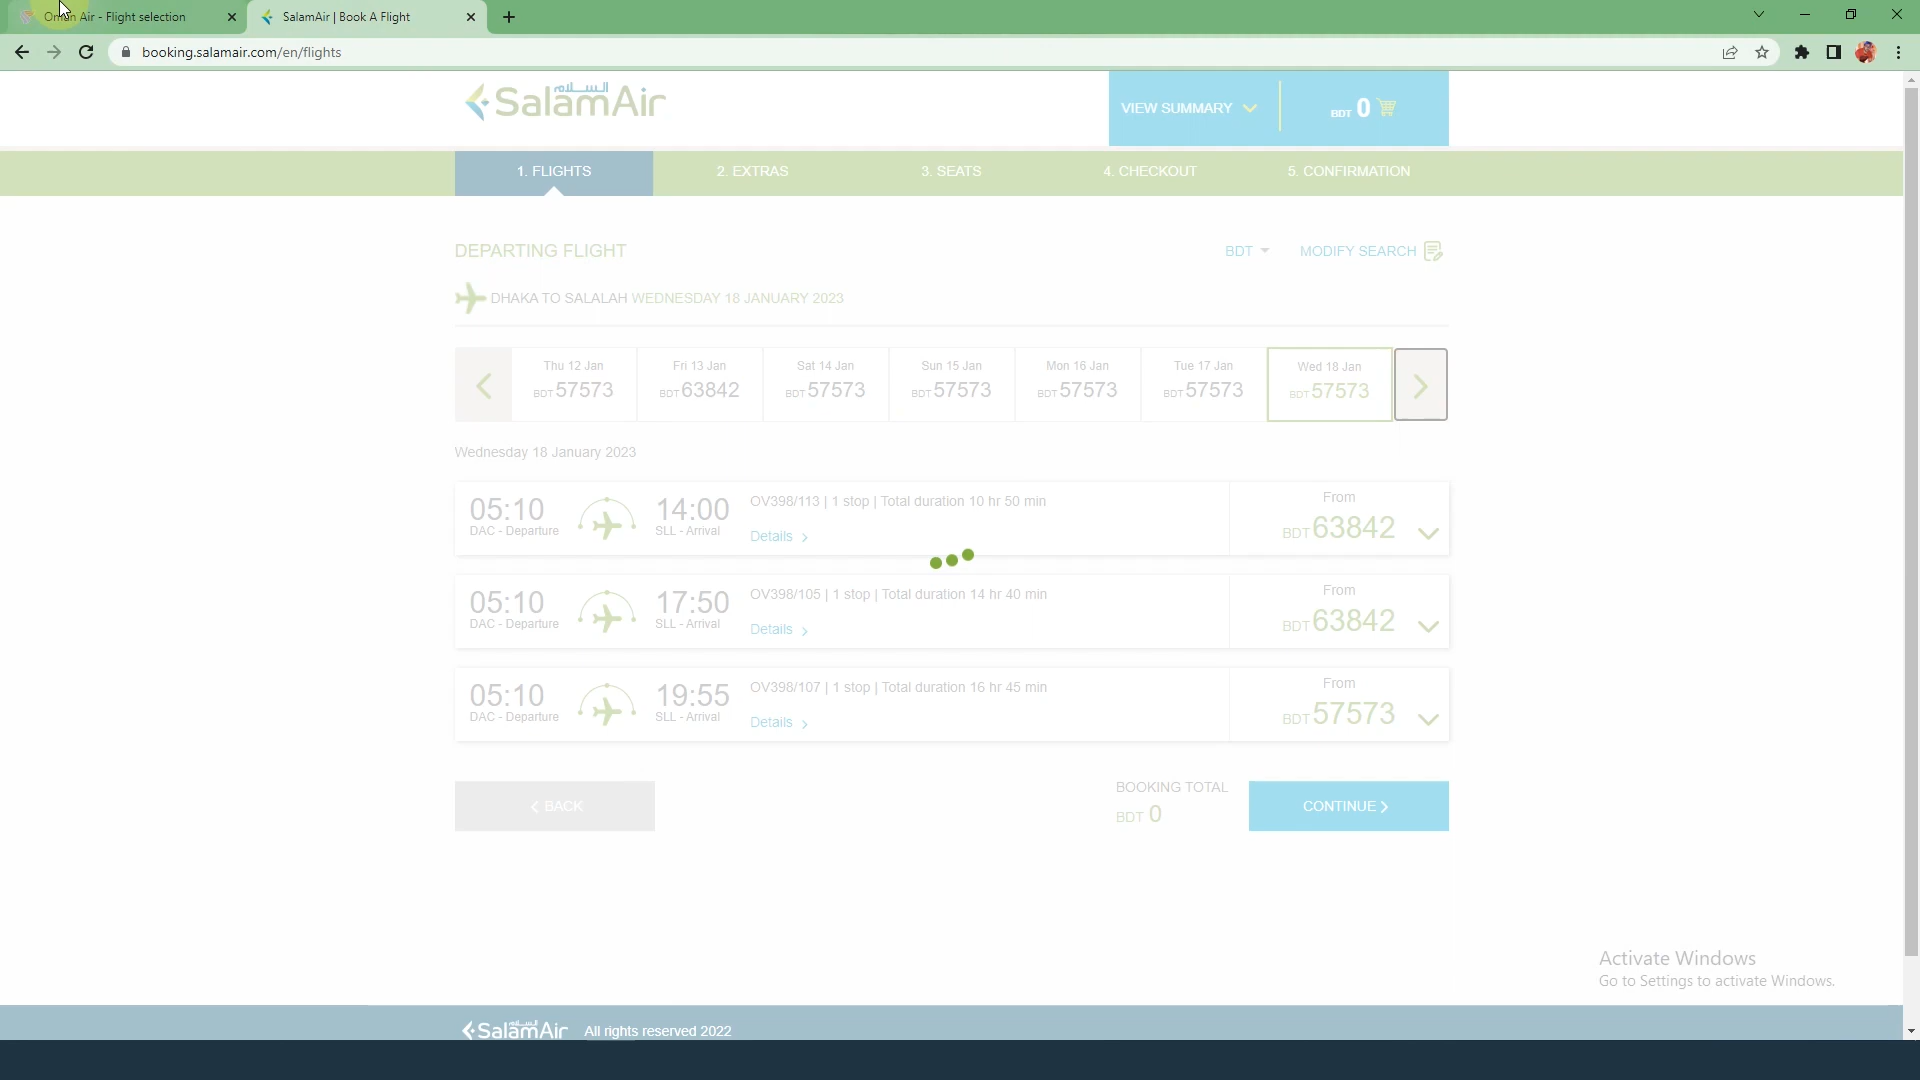 Oman Air - Flight selection
SalamAir | Book A Flight
booking.salamair.com/en/flights
السلام
SalamAir
VIEW SUMMARY
BDT 0
1. FLIGHTS
2. EXTRAS
3. SEATS
4. CHECKOUT
5. CONFIRMATION
DEPARTING FLIGHT
BDT
MODIFY SEARCH
DHAKA TO SALALAH WEDNESDAY 18 JANUARY 2023
Thu 12 Jan
BDT 57573
Fri 13 Jan
BDT 63842
Sat 14 Jan
BDT 57573
Sun 15 Jan
BDT 57573
Mon 16 Jan
BDT 57573
Tue 17 Jan
BDT 57573
Wed 18 Jan
BDT 57573
Wednesday 18 January 2023
05:10
DAC - Departure
14:00
SLL - Arrival
OV398/113 | 1 stop | Total duration 10 hr 50 min
Details
From
BDT 63842
05:10
DAC - Departure
17:50
SLL - Arrival
OV398/105 | 1 stop | Total duration 14 hr 40 min
Details
From
BDT 63842
05:10
DAC - Departure
19:55
SLL - Arrival
OV398/107 | 1 stop | Total duration 16 hr 45 min
Details
From
BDT 57573
BACK
BOOKING TOTAL
BDT 0
CONTINUE
Activate Windows
Go to Settings to activate Windows.
السلام
SalamAir
All rights reserved 2022